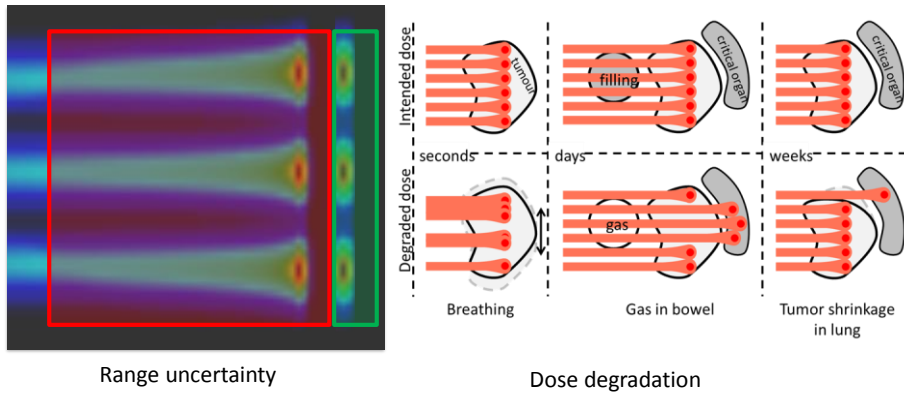 Intended dose
tumour
filling
critical organ
critical organ
seconds
days
weeks
Degraded dose
gas
Breathing
Gas in bowel
Tumor shrinkage
in lung
Range uncertainty
Dose degradation